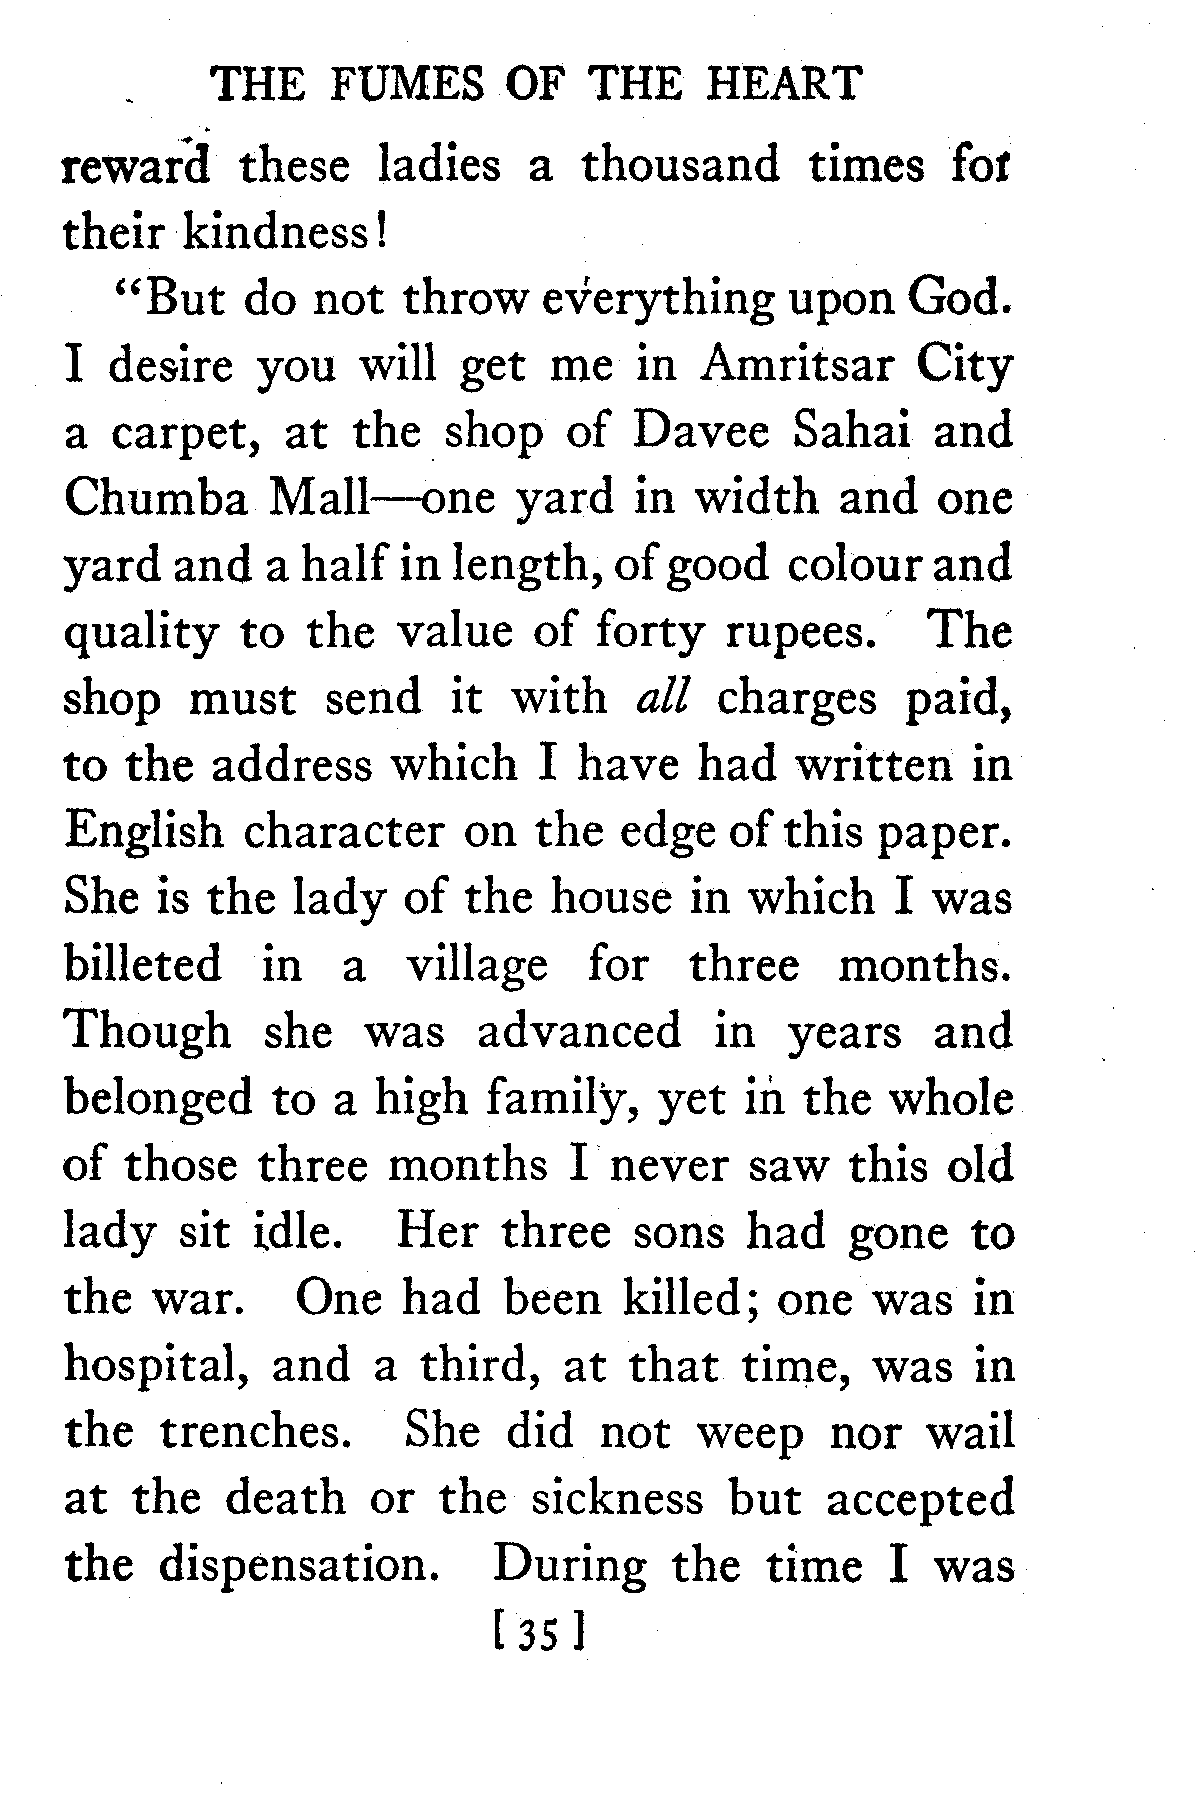 THE FUMES OF THE HEART
reward these ladies a thousand times for
their kindness!
“But do not throw everything upon God.
I desire you will get me in Amritsar City
a carpet, at the shop of Davee Sahai and
Chumba Mall—one yard in width and one
yard and a half in length, of good colour and
quality to the value of forty rupees. The
shop must send it with all charges paid,
to the address which I have had written in
English character on the edge of this paper.
She is the lady of the house in which I was
billeted in a village for three months.
Though she was advanced in years and
belonged to a high family, yet in the whole
of those three months I never saw this old
lady sit idle. Her three sons had gone to
the war. One had been killed; one was in
hospital, and a third, at that time, was in
the trenches. She did not weep nor wail
at the death or the sickness but accepted
the dispensation. During the time I was
[ 35 ]